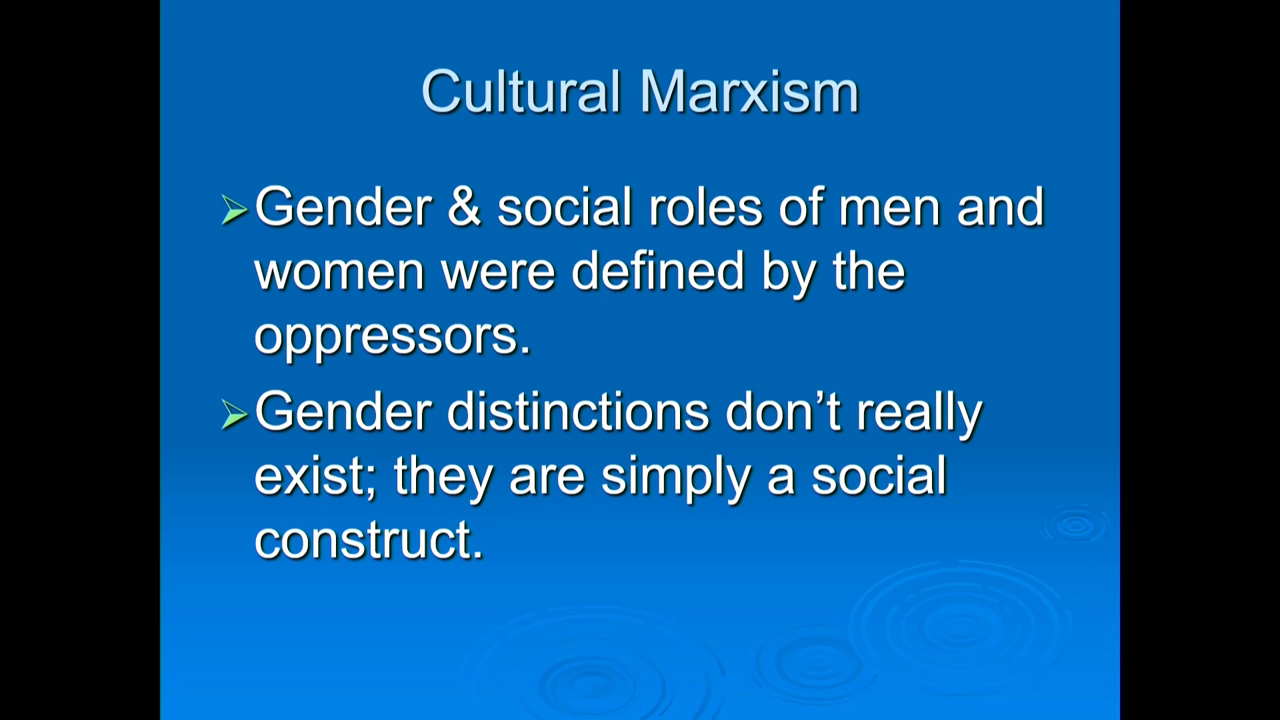 Cultural Marxism
Gender & social roles of men and
women were defined by the
oppressors.
Gender distinctions don’t really
exist; they are simply a social
construct.